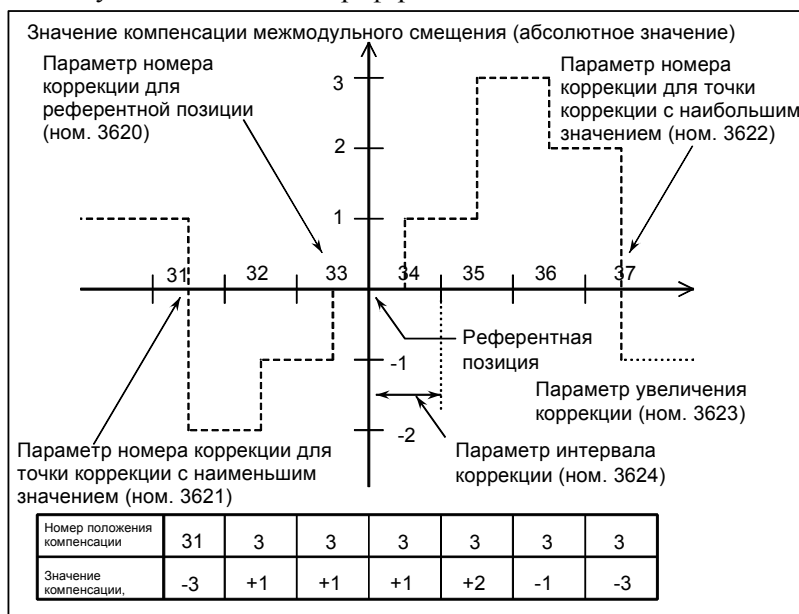 Значение компенсации межмодульного смещения (абсолютное значение)
Параметр номера
коррекции для
референтной позиции
(ном. 3620)
Параметр номера
коррекции для точки
коррекции с наибольшим
значением (ном. 3622)
3
2
1
31 32 33 34 35 36 37
-1
-2
Референтная
позиция
Параметр увеличения
коррекции (ном. 3623)
Параметр интервала
коррекции (ном. 3624)
Параметр номера коррекции для
точки коррекции с наименьшим
значением (ном. 3621)
Номер положения
компенсации
31 3 3 3 3 3 3
Значение
компенсации,
-3 +1 +1 +1 +2 -1 -3